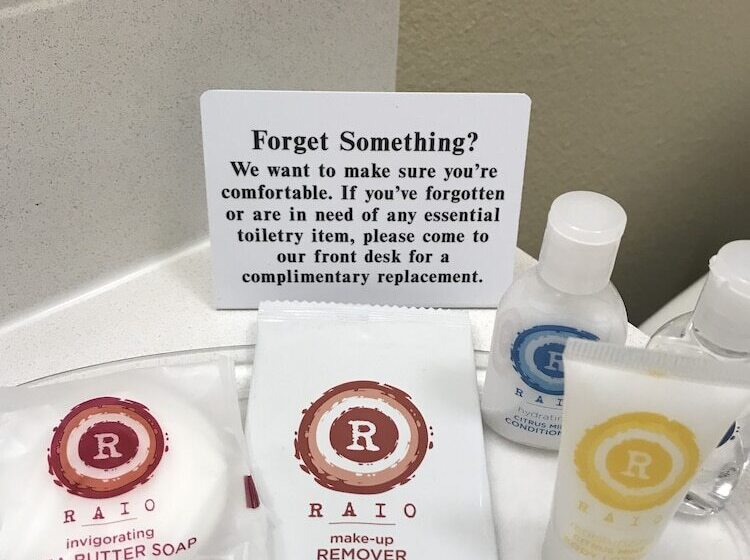 Forget Something?
We want to make sure you're
comfortable. If you've forgotten
or are in need of any essential
toiletry item, please come to
our front desk for a
complimentary replacement.
R
RAIO
invigorating
BUTTER SOAP
R
RAIO
make-up
REMOVER
R
RAI
CITRUS
R
RAIO